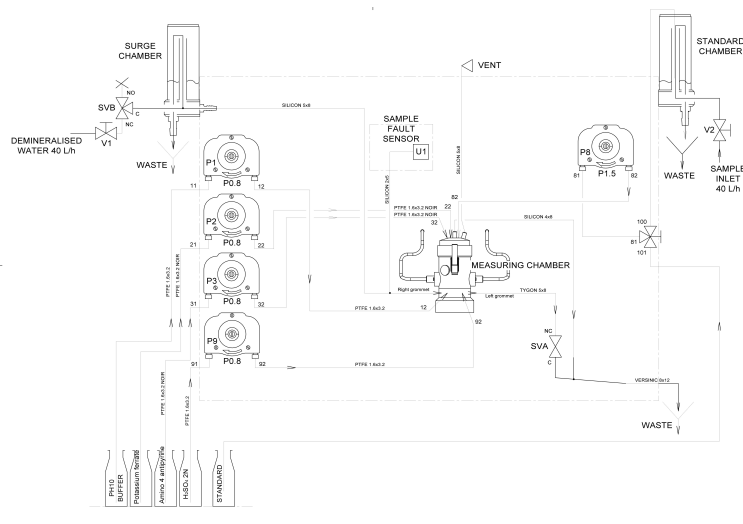 SURGE
CHAMBER
STANDARD
CHAMBER
VENT
NO
SVB
C
SILICON 5x8
NC
V1
DEMINERALISED
WATER 40 L/h
WASTE
SAMPLE
FAULT
SENSOR
U1
SILICON 2x5
SILICON 5x8
P1
11
12
P0.8
P8
81
82
P1.5
V2
WASTE
SAMPLE
INLET
40 L/h
P2
21
22
P0.8
PTFE 1.6x3.2 NOIR
PTFE 1.6x3.2 NOIR
82
22
32
SILICON 4x8
100
81
101
P3
31
32
P0.8
MEASURING CHAMBER
Right grommet
Left grommet
TYGON 5x8
PTFE 1.6x3.2
12
92
P9
91
92
P0.8
PTFE 1.6x3.2
NC
SVA
C
VERSINIC 8x12
WASTE
PTFE 1.6x3.2
PTFE 1.6x3.2 NOIR
PTFE 1.6x3.2 NOIR
PTFE 1.6x3.2
PH10
BUFFER
Potassium ferrate
Amino 4 antipyrine
H₂SO₄ 2N
STANDARD